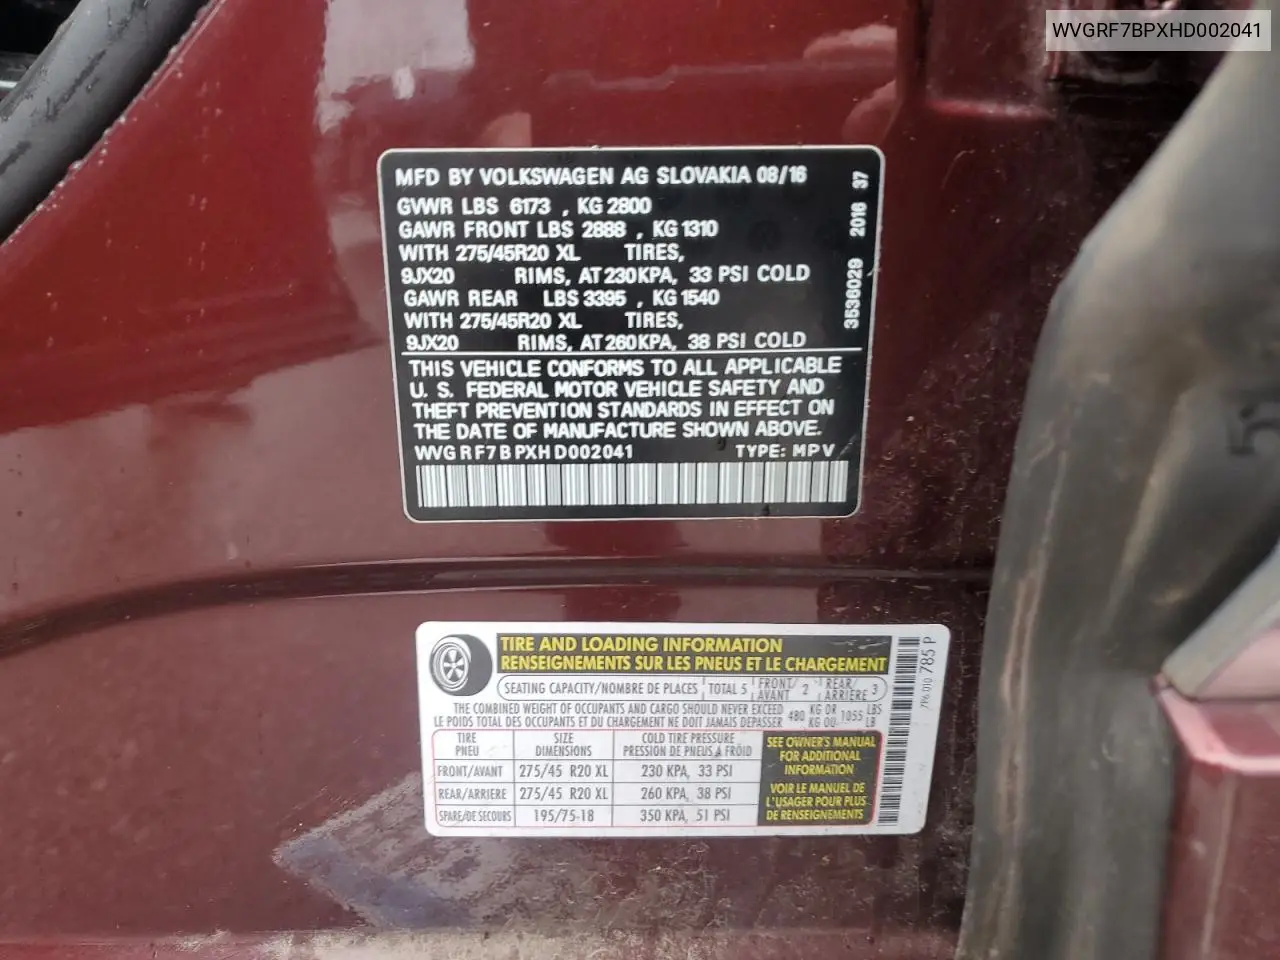 WVGRF7BPXHD002041
MFD BY VOLKSWAGEN AG SLOVAKIA 08/16
GVWR LBS 6173 , KG 2800
GAWR FRONT LBS 2888 , KG 1310
WITH 275/45R20 XL TIRES,
9JX20 RIMS, AT 230KPA, 33 PSI COLD
GAWR REAR LBS 3395 , KG 1540
WITH 275/45R20 XL TIRES,
9JX20 RIMS, AT 260KPA, 38 PSI COLD
THIS VEHICLE CONFORMS TO ALL APPLICABLE
U. S. FEDERAL MOTOR VEHICLE SAFETY AND
THEFT PREVENTION STANDARDS IN EFFECT ON
THE DATE OF MANUFACTURE SHOWN ABOVE.
WVGRF7BPXHD002041 TYPE: MPV
3536029 2016 37
TIRE AND LOADING INFORMATION
RENSEIGNEMENTS SUR LES PNEUS ET LE CHARGEMENT
SEATING CAPACITY/NOMBRE DE PLACES TOTAL 5 FRONT/AVANT 2 REAR/ARRIERE 3
THE COMBINED WEIGHT OF OCCUPANTS AND CARGO SHOULD NEVER EXCEED 480 KG OR 1055 LBS
LE POIDS TOTAL DES OCCUPANTS ET DU CHARGEMENT NE DOIT JAMAIS DEPASSER KG OU LB
TIRE SIZE COLD TIRE PRESSURE
PNEU DIMENSIONS PRESSION DE PNEUS A FROID
FRONT/AVANT 275/45 R20 XL 230 KPA, 33 PSI
REAR/ARRIERE 275/45 R20 XL 260 KPA, 38 PSI
SPARE/DE SECOURS 195/75-18 350 KPA, 51 PSI
SEE OWNER'S MANUAL
FOR ADDITIONAL
INFORMATION
VOIR LE MANUEL DE
L'USAGER POUR PLUS
DE RENSEIGNEMENTS
7P6 010 785 P